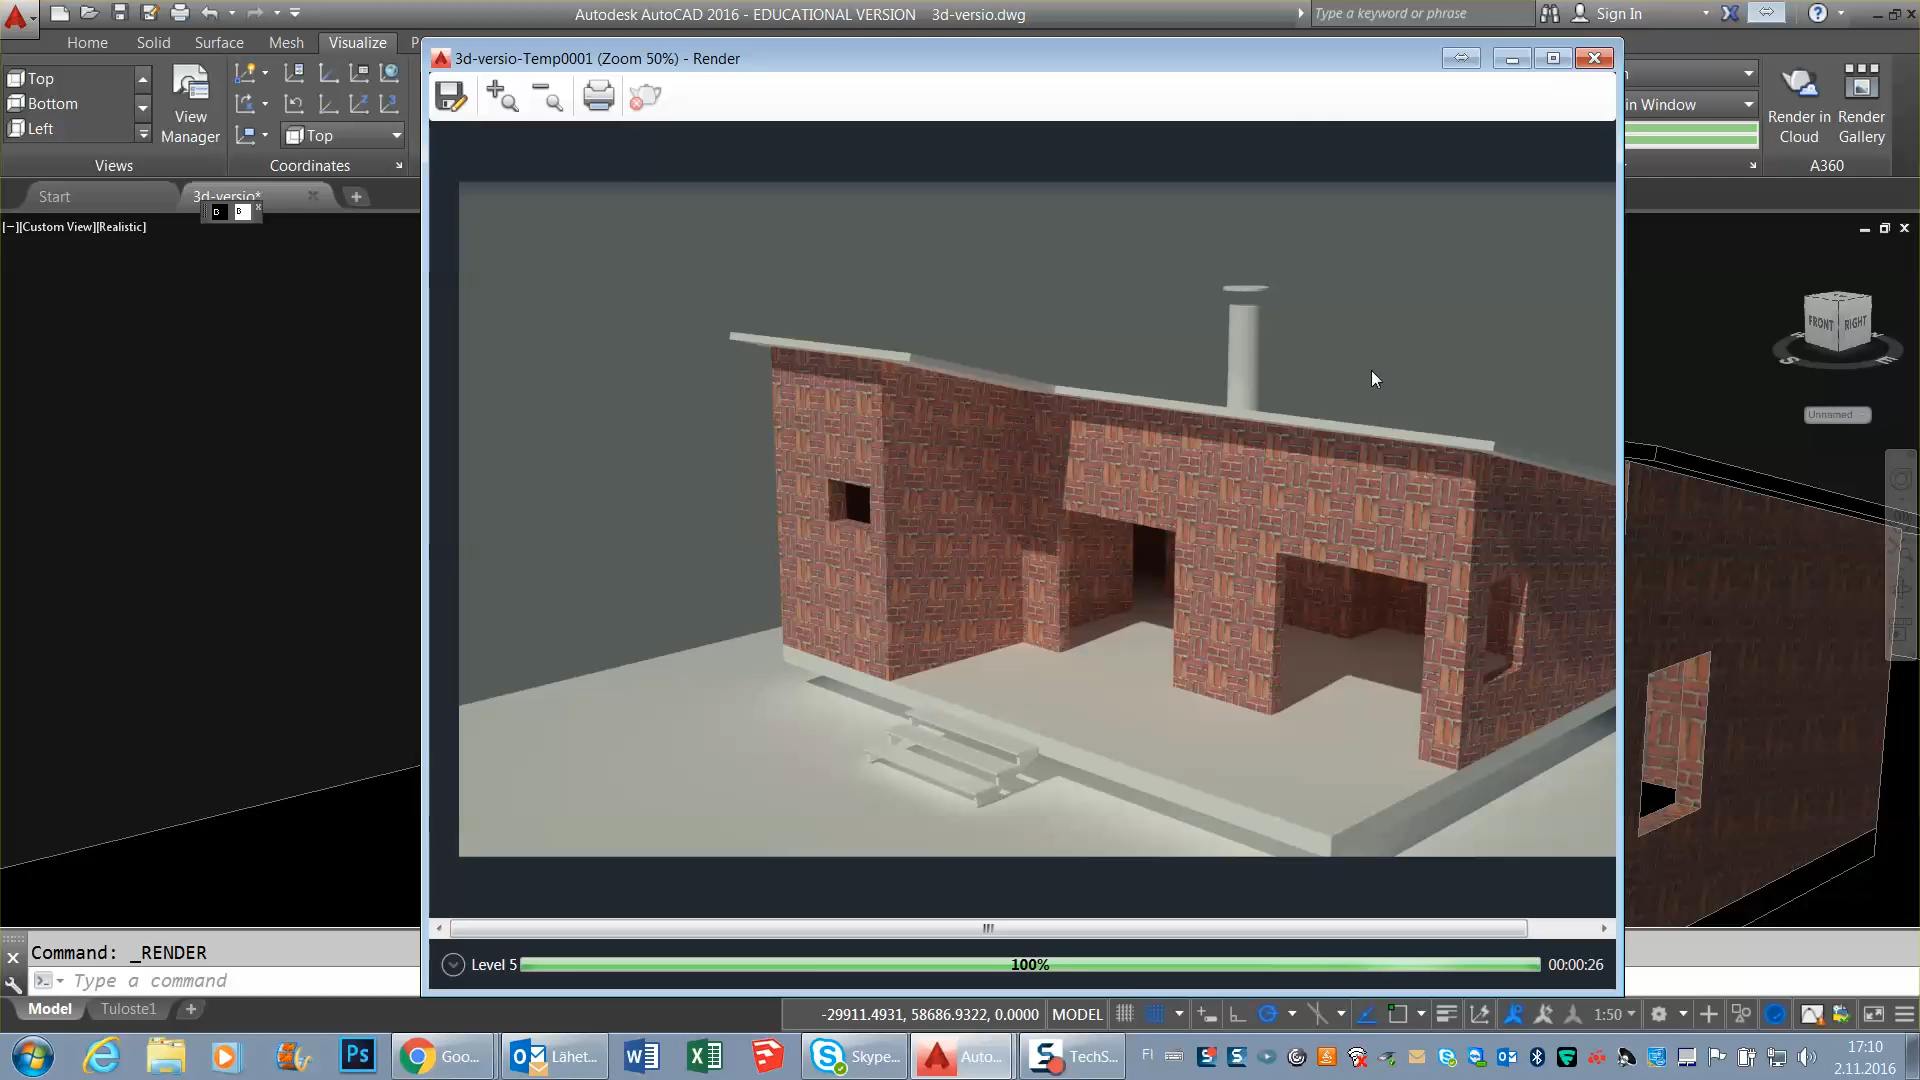 Autodesk AutoCAD 2016 - EDUCATIONAL VERSION 3d-versio.dwg
Type a keyword or phrase
Sign In
Home Solid Surface Mesh Visualize P
3d-versio-Temp0001 (Zoom 50%) - Render
Top
Bottom
Left
View
Manager
Top
Views
Coordinates
in Window
Render in
Cloud
Render
Gallery
A360
Start
3d-versio*
B B
[−][Custom View][Realistic]
FRONT
RIGHT
S
E
Unnamed
Level 5
100%
00:00:26
Command: _RENDER
Type a command
Model Tuloste1
-29911.4931, 58686.9322, 0.0000 MODEL
1:50
Ps
Goo...
Lähet...
Skype...
Auto...
TechS...
FI
17:10
2.11.2016